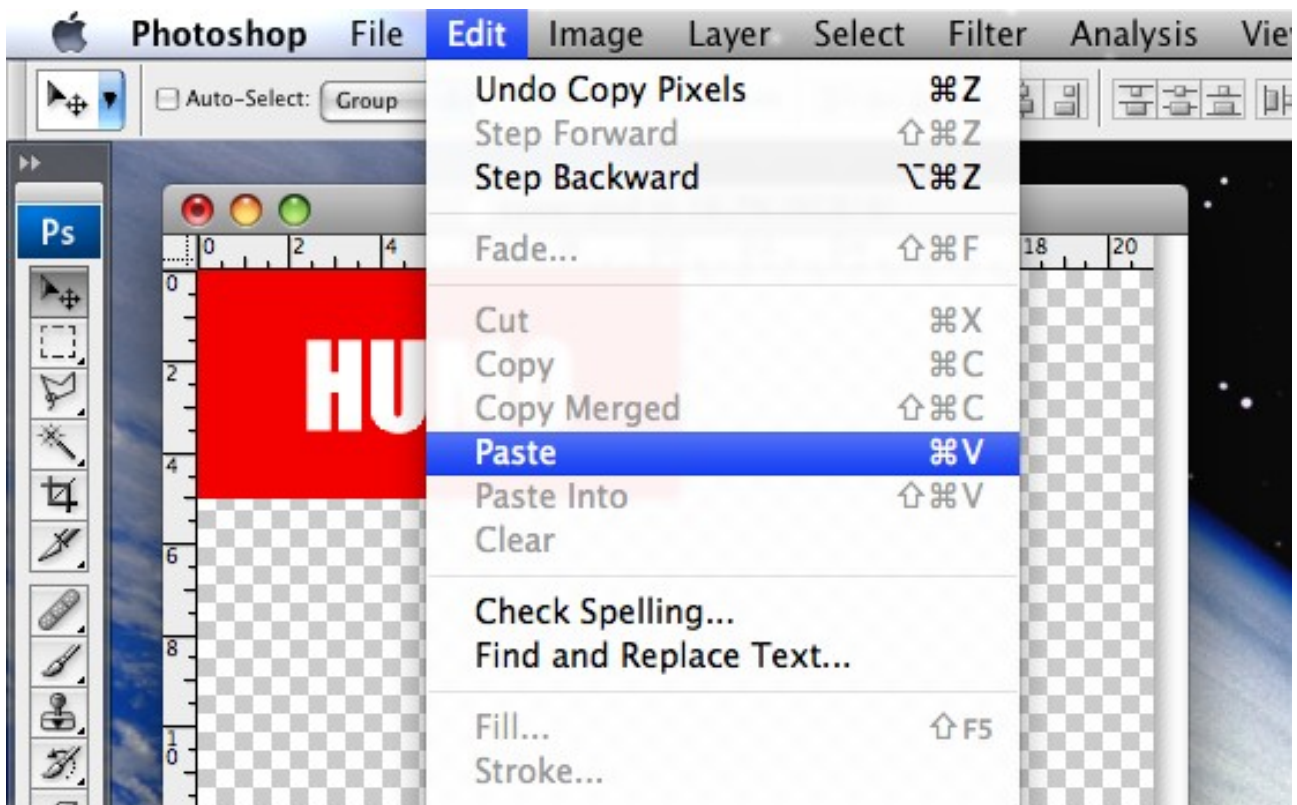 Photoshop File Edit Image Layer Select Filter Analysis
Auto-Select: Group
Undo Copy Pixels ⌘Z
Step Forward ⇧⌘Z
Step Backward ⌥⌘Z
Ps
0 2 4 18 20
Fade... ⇧⌘F
0
Cut ⌘X
Copy ⌘C
2
Copy Merged ⇧⌘C
Paste ⌘V
4
Paste Into ⇧⌘V
Clear
6
Check Spelling...
8
Find and Replace Text...
Fill... ⇧F5
10
Stroke...